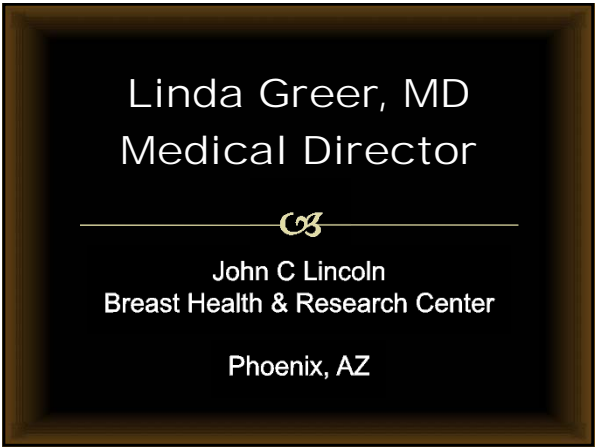 Linda Greer, MD
Medical Director
John C Lincoln
Breast Health & Research Center
Phoenix, AZ